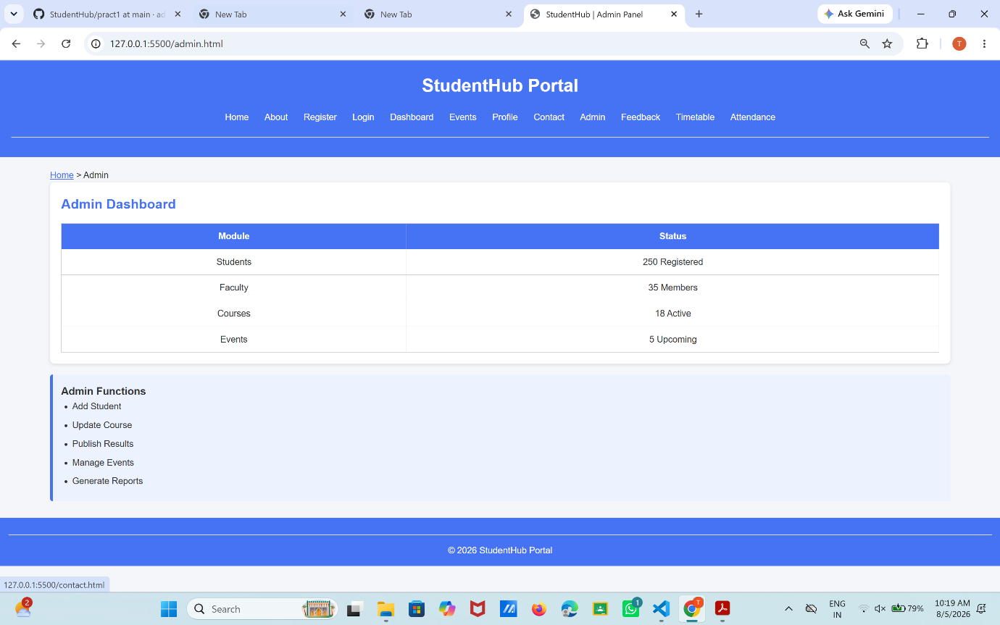 StudentHub/pract1 at main · ad
New Tab
New Tab
StudentHub | Admin Panel
Ask Gemini
127.0.0.1:5500/admin.html
T
StudentHub Portal
Home About Register Login Dashboard Events Profile Contact Admin Feedback Timetable Attendance
Home > Admin
Admin Dashboard
Module Status
Students 250 Registered
Faculty 35 Members
Courses 18 Active
Events 5 Upcoming
Admin Functions
• Add Student
• Update Course
• Publish Results
• Manage Events
• Generate Reports
© 2026 StudentHub Portal
127.0.0.1:5500/contact.html
2
Search
1
T
ENG
IN
79%
10:19 AM
8/5/2026